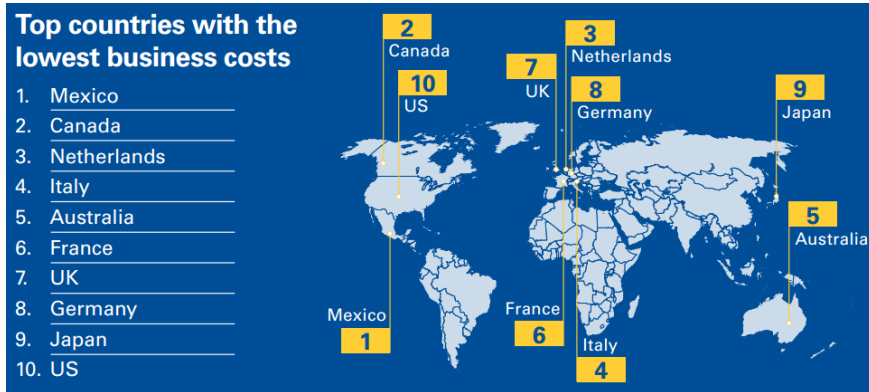 Top countries with the
lowest business costs
1. Mexico
2. Canada
3. Netherlands
4. Italy
5. Australia
6. France
7. UK
8. Germany
9. Japan
10. US
2
Canada
10
US
3
Netherlands
7
UK
8
Germany
9
Japan
5
Australia
Mexico
1
France
6
Italy
4